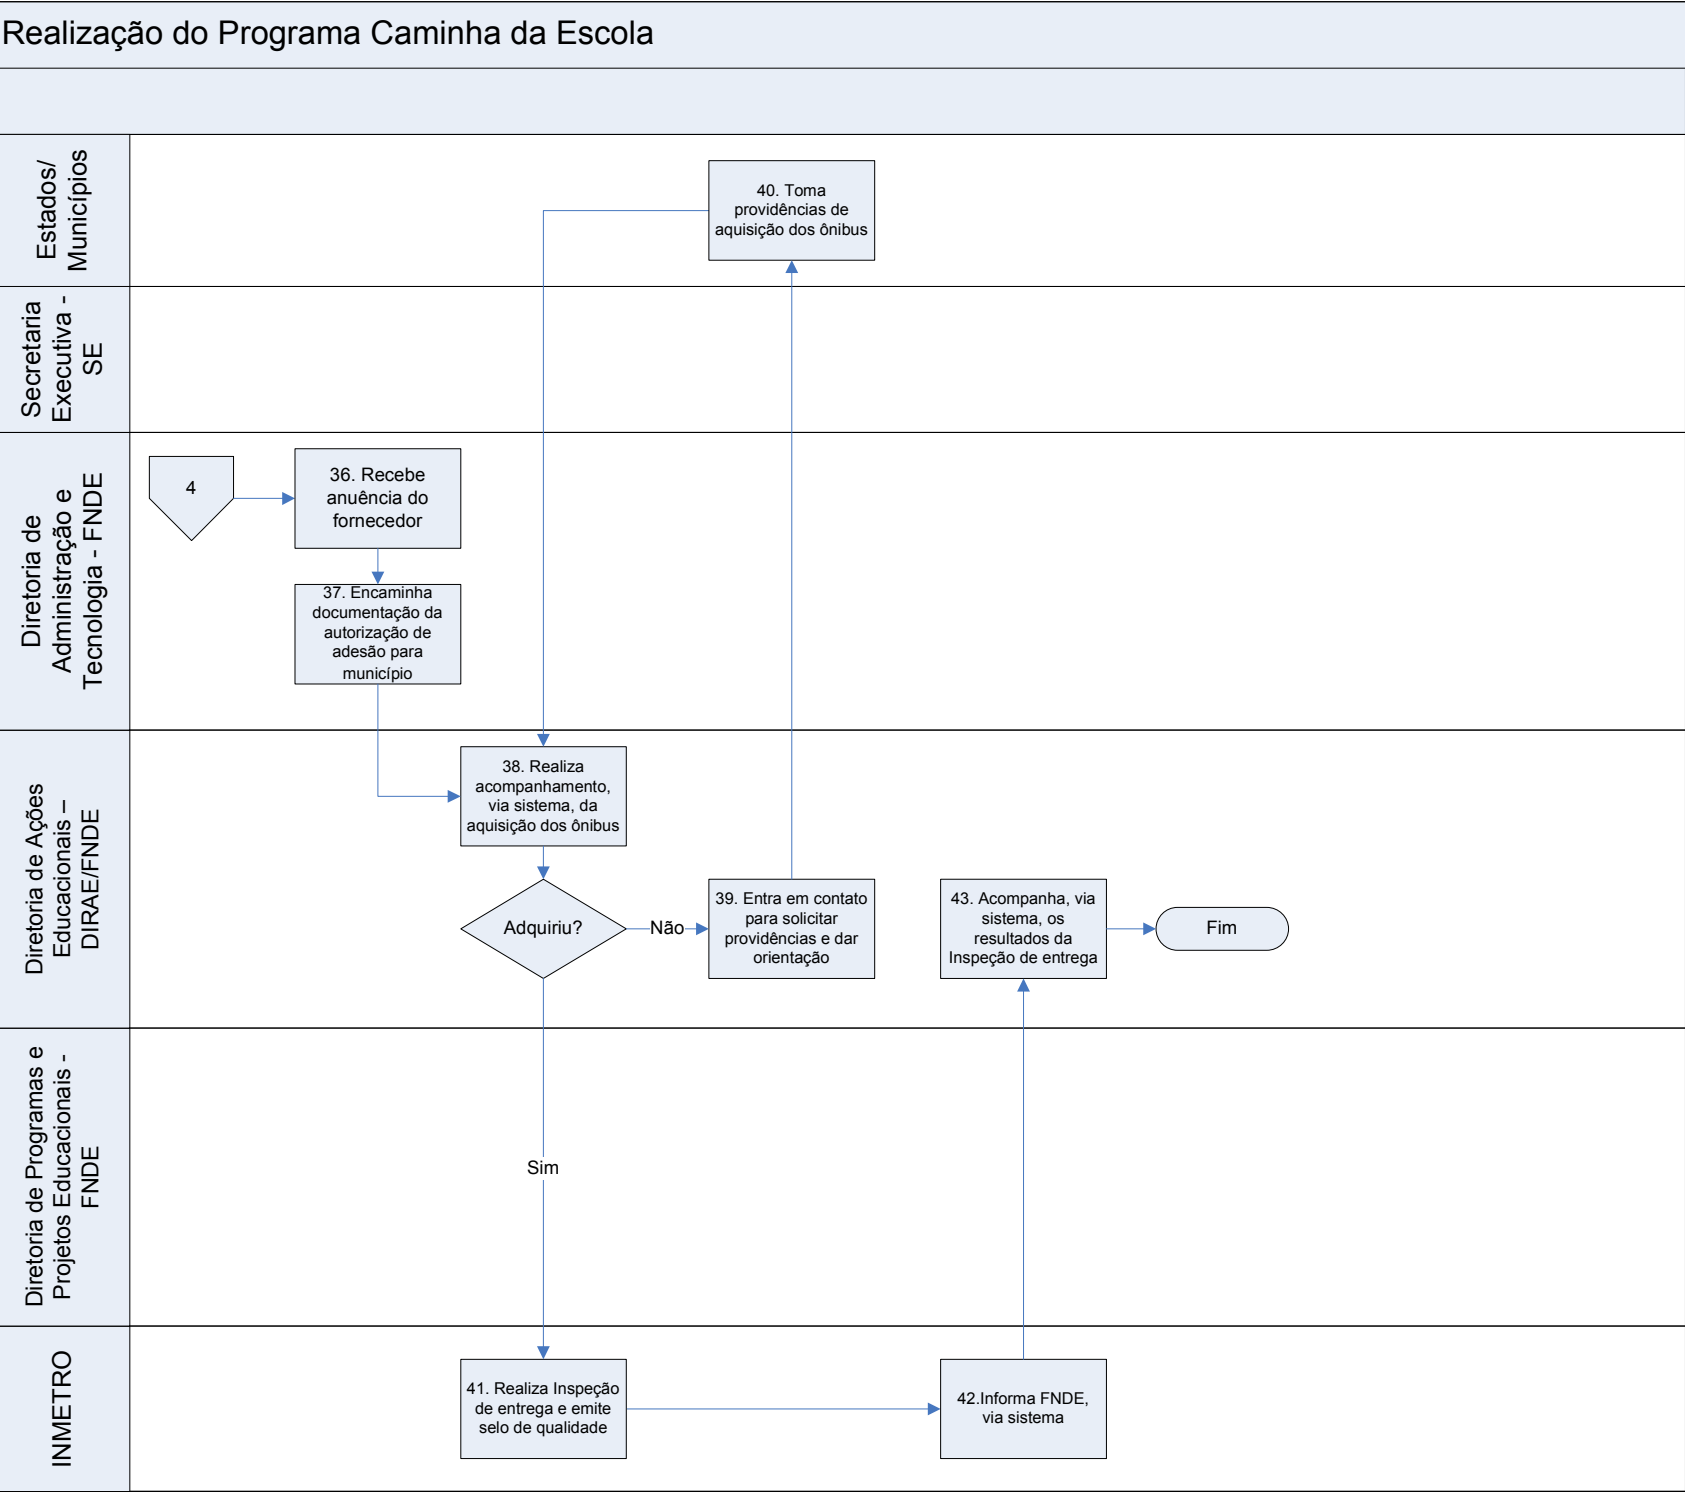 Realização do Programa Caminha da Escola
Estados/
Municípios
40. Toma
providências de
aquisição dos ônibus
Secretaria
Executiva -
SE
Diretoria de
Administração e
Tecnologia - FNDE
4
36. Recebe
anuência do
fornecedor
37. Encaminha
documentação da
autorização de
adesão para
município
Diretoria de Ações
Educacionais –
DIRAE/FNDE
38. Realiza
acompanhamento,
via sistema, da
aquisição dos ônibus
Adquiriu?
Não
39. Entra em contato
para solicitar
providências e dar
orientação
43. Acompanha, via
sistema, os
resultados da
Inspeção de entrega
Fim
Diretoria de Programas e
Projetos Educacionais -
FNDE
Sim
INMETRO
41. Realiza Inspeção
de entrega e emite
selo de qualidade
42.Informa FNDE,
via sistema